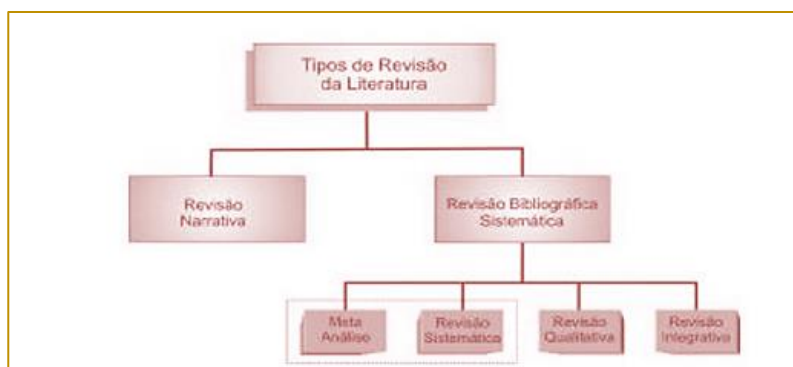 Tipos de Revisão
da Literatura
Revisão
Narrativa
Revisão Bibliográfica
Sistemática
Meta
Análise
Revisão
Sistemática
Revisão
Qualitativa
Revisão
Integrativa